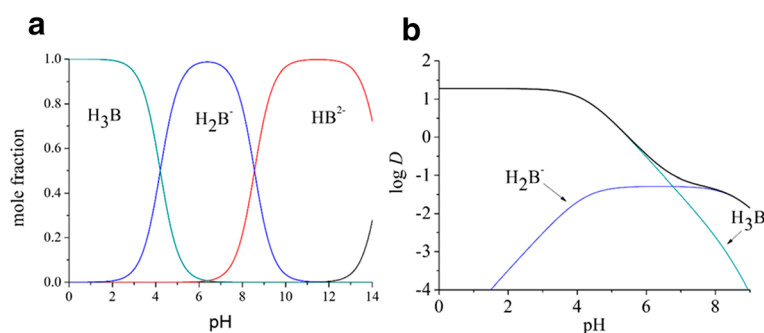 a
1.0
0.8
0.6
0.4
0.2
0.0
mole fraction
H₃B
H₂B⁻
HB²⁻
0 2 4 6 8 10 12 14
pH
b
2
1
0
-1
-2
-3
-4
log D
H₂B⁻
H₃B
0 2 4 6 8
pH